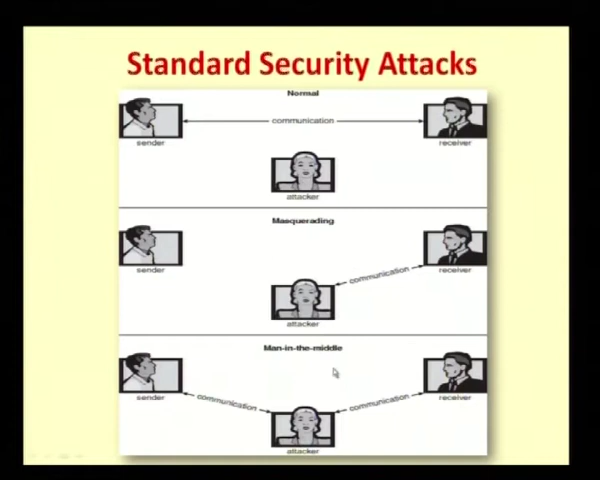 Standard Security Attacks
Normal
communication
sender
receiver
attacker
Masquerading
sender
communication
receiver
attacker
Man-in-the-middle
sender
communication
communication
receiver
attacker